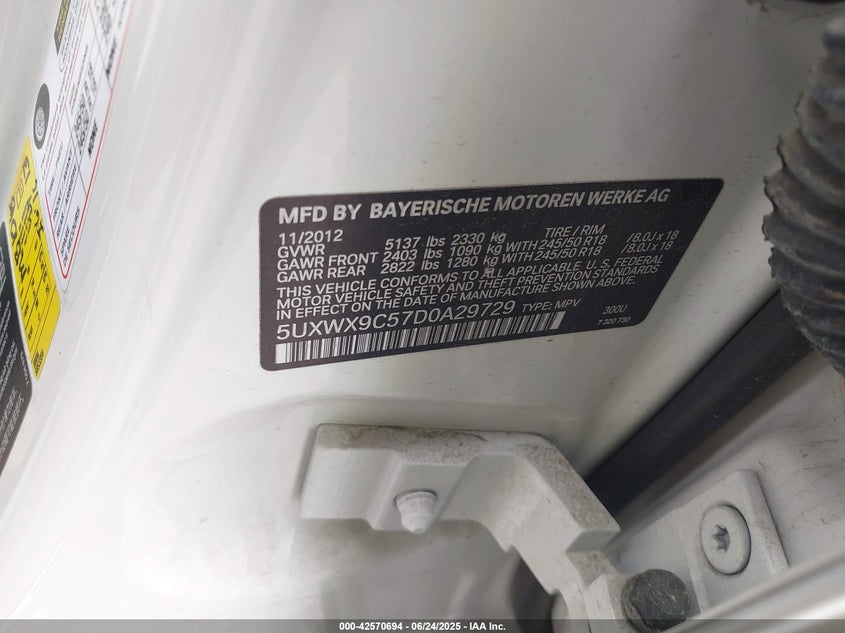 MFD BY BAYERISCHE MOTOREN WERKE AG
11/2012 TIRE / RIM
GVWR 5137 lbs 2330 kg
GAWR FRONT 2403 lbs 1090 kg WITH 245/50 R18 /8.0J x 18
GAWR REAR 2822 lbs 1280 kg WITH 245/50 R18 /8.0J x 18
THIS VEHICLE CONFORMS TO ALL APPLICABLE U.S. FEDERAL
MOTOR VEHICLE SAFETY AND THEFT PREVENTION STANDARDS
IN EFFECT ON THE DATE OF MANUFACTURE SHOWN ABOVE.
5UXWX9C57D0A29729 TYPE: MPV 300U
7 320 730
000-42570694 - 06/24/2025 - IAA Inc.